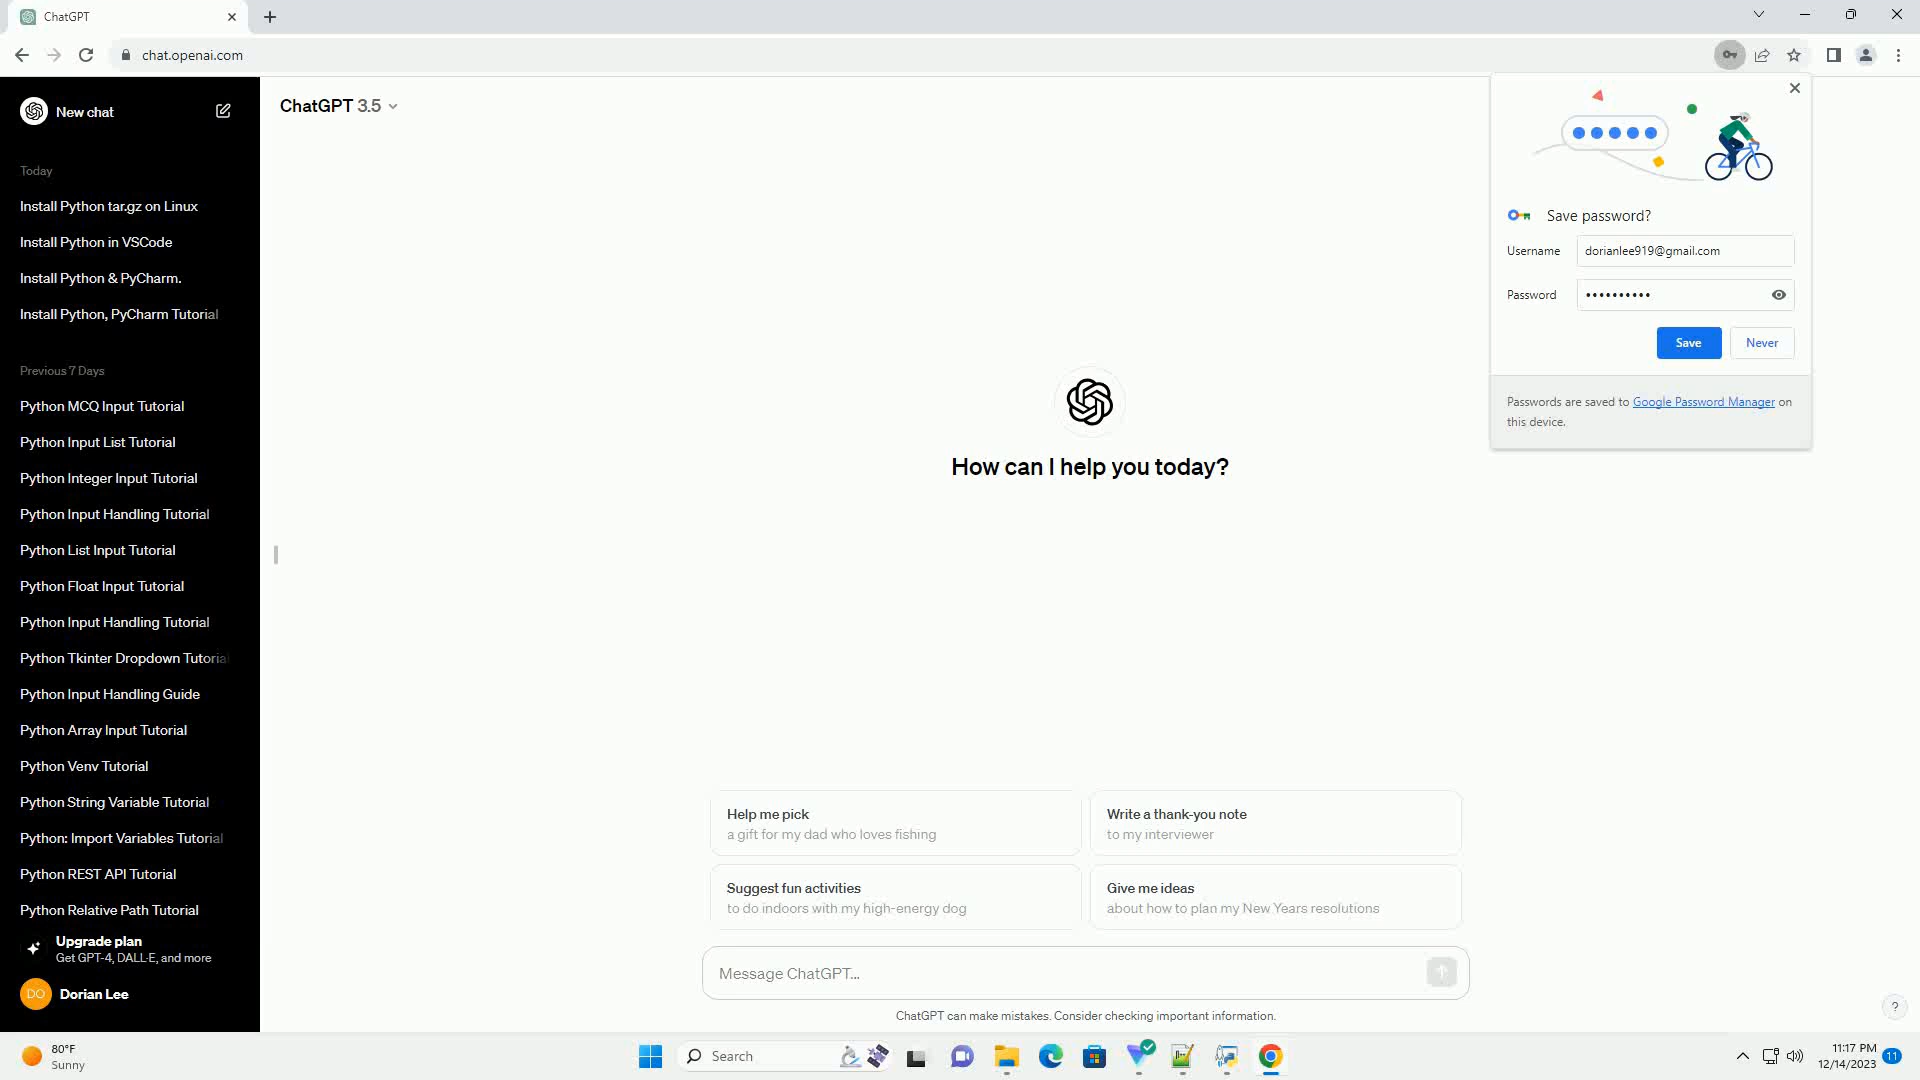 ChatGPT
chat.openai.com
New chat
Today
Install Python tar.gz on Linux
Install Python in VSCode
Install Python & PyCharm.
Install Python, PyCharm Tutorial
Previous 7 Days
Python MCQ Input Tutorial
Python Input List Tutorial
Python Integer Input Tutorial
Python Input Handling Tutorial
Python List Input Tutorial
Python Float Input Tutorial
Python Input Handling Tutorial
Python Tkinter Dropdown Tutorial
Python Input Handling Guide
Python Array Input Tutorial
Python Venv Tutorial
Python String Variable Tutorial
Python: Import Variables Tutorial
Python REST API Tutorial
Python Relative Path Tutorial
Upgrade plan
Get GPT-4, DALL·E, and more
DO Dorian Lee
ChatGPT 3.5
How can I help you today?
Help me pick
a gift for my dad who loves fishing
Write a thank-you note
to my interviewer
Suggest fun activities
to do indoors with my high-energy dog
Give me ideas
about how to plan my New Years resolutions
Message ChatGPT...
ChatGPT can make mistakes. Consider checking important information.
?
Save password?
Username dorianlee919@gmail.com
Password ••••••••••
Save Never
Passwords are saved to Google Password Manager on
this device.
80°F
Sunny
Search
11:17 PM
12/14/2023
11